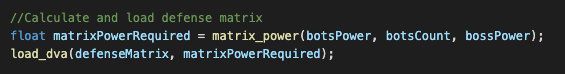 //Calculate and load defense matrix
float matrixPowerRequired = matrix_power(botsPower, botsCount, bossPower);
load_dva(defenseMatrix, matrixPowerRequired);